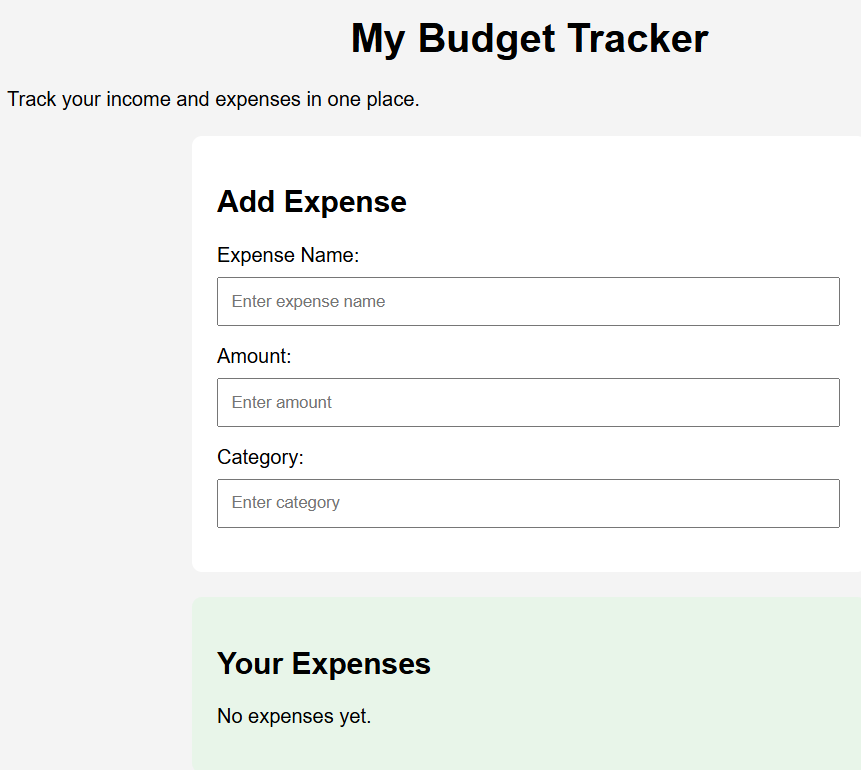 My Budget Tracker
Track your income and expenses in one place.
Add Expense
Expense Name:
Enter expense name
Amount:
Enter amount
Category:
Enter category
Your Expenses
No expenses yet.